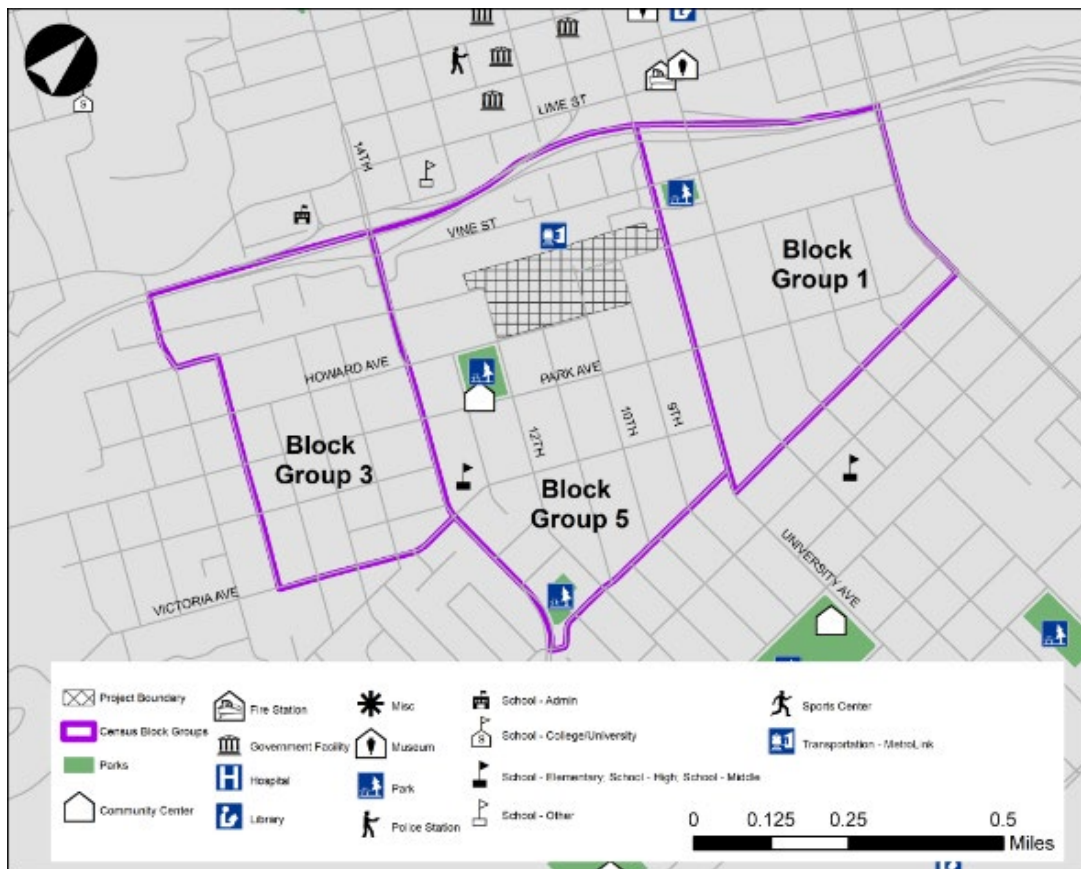 LIME ST
14TH
VINE ST
Block
Group 1
HOWARD AVE
PARK AVE
9TH
10TH
12TH
Block
Group 3
Block
Group 5
UNIVERSITY AVE
VICTORIA AVE
Project Boundary
Census Block Groups
Parks
Community Center
Fire Station
Government Facility
H
Hospital
Library
Misc
Museum
Park
Police Station
School - Admin
S
School - College/University
School - Elementary; School - High; School - Middle
School - Other
Sports Center
Transportation - MetroLink
0 0.125 0.25 0.5
Miles